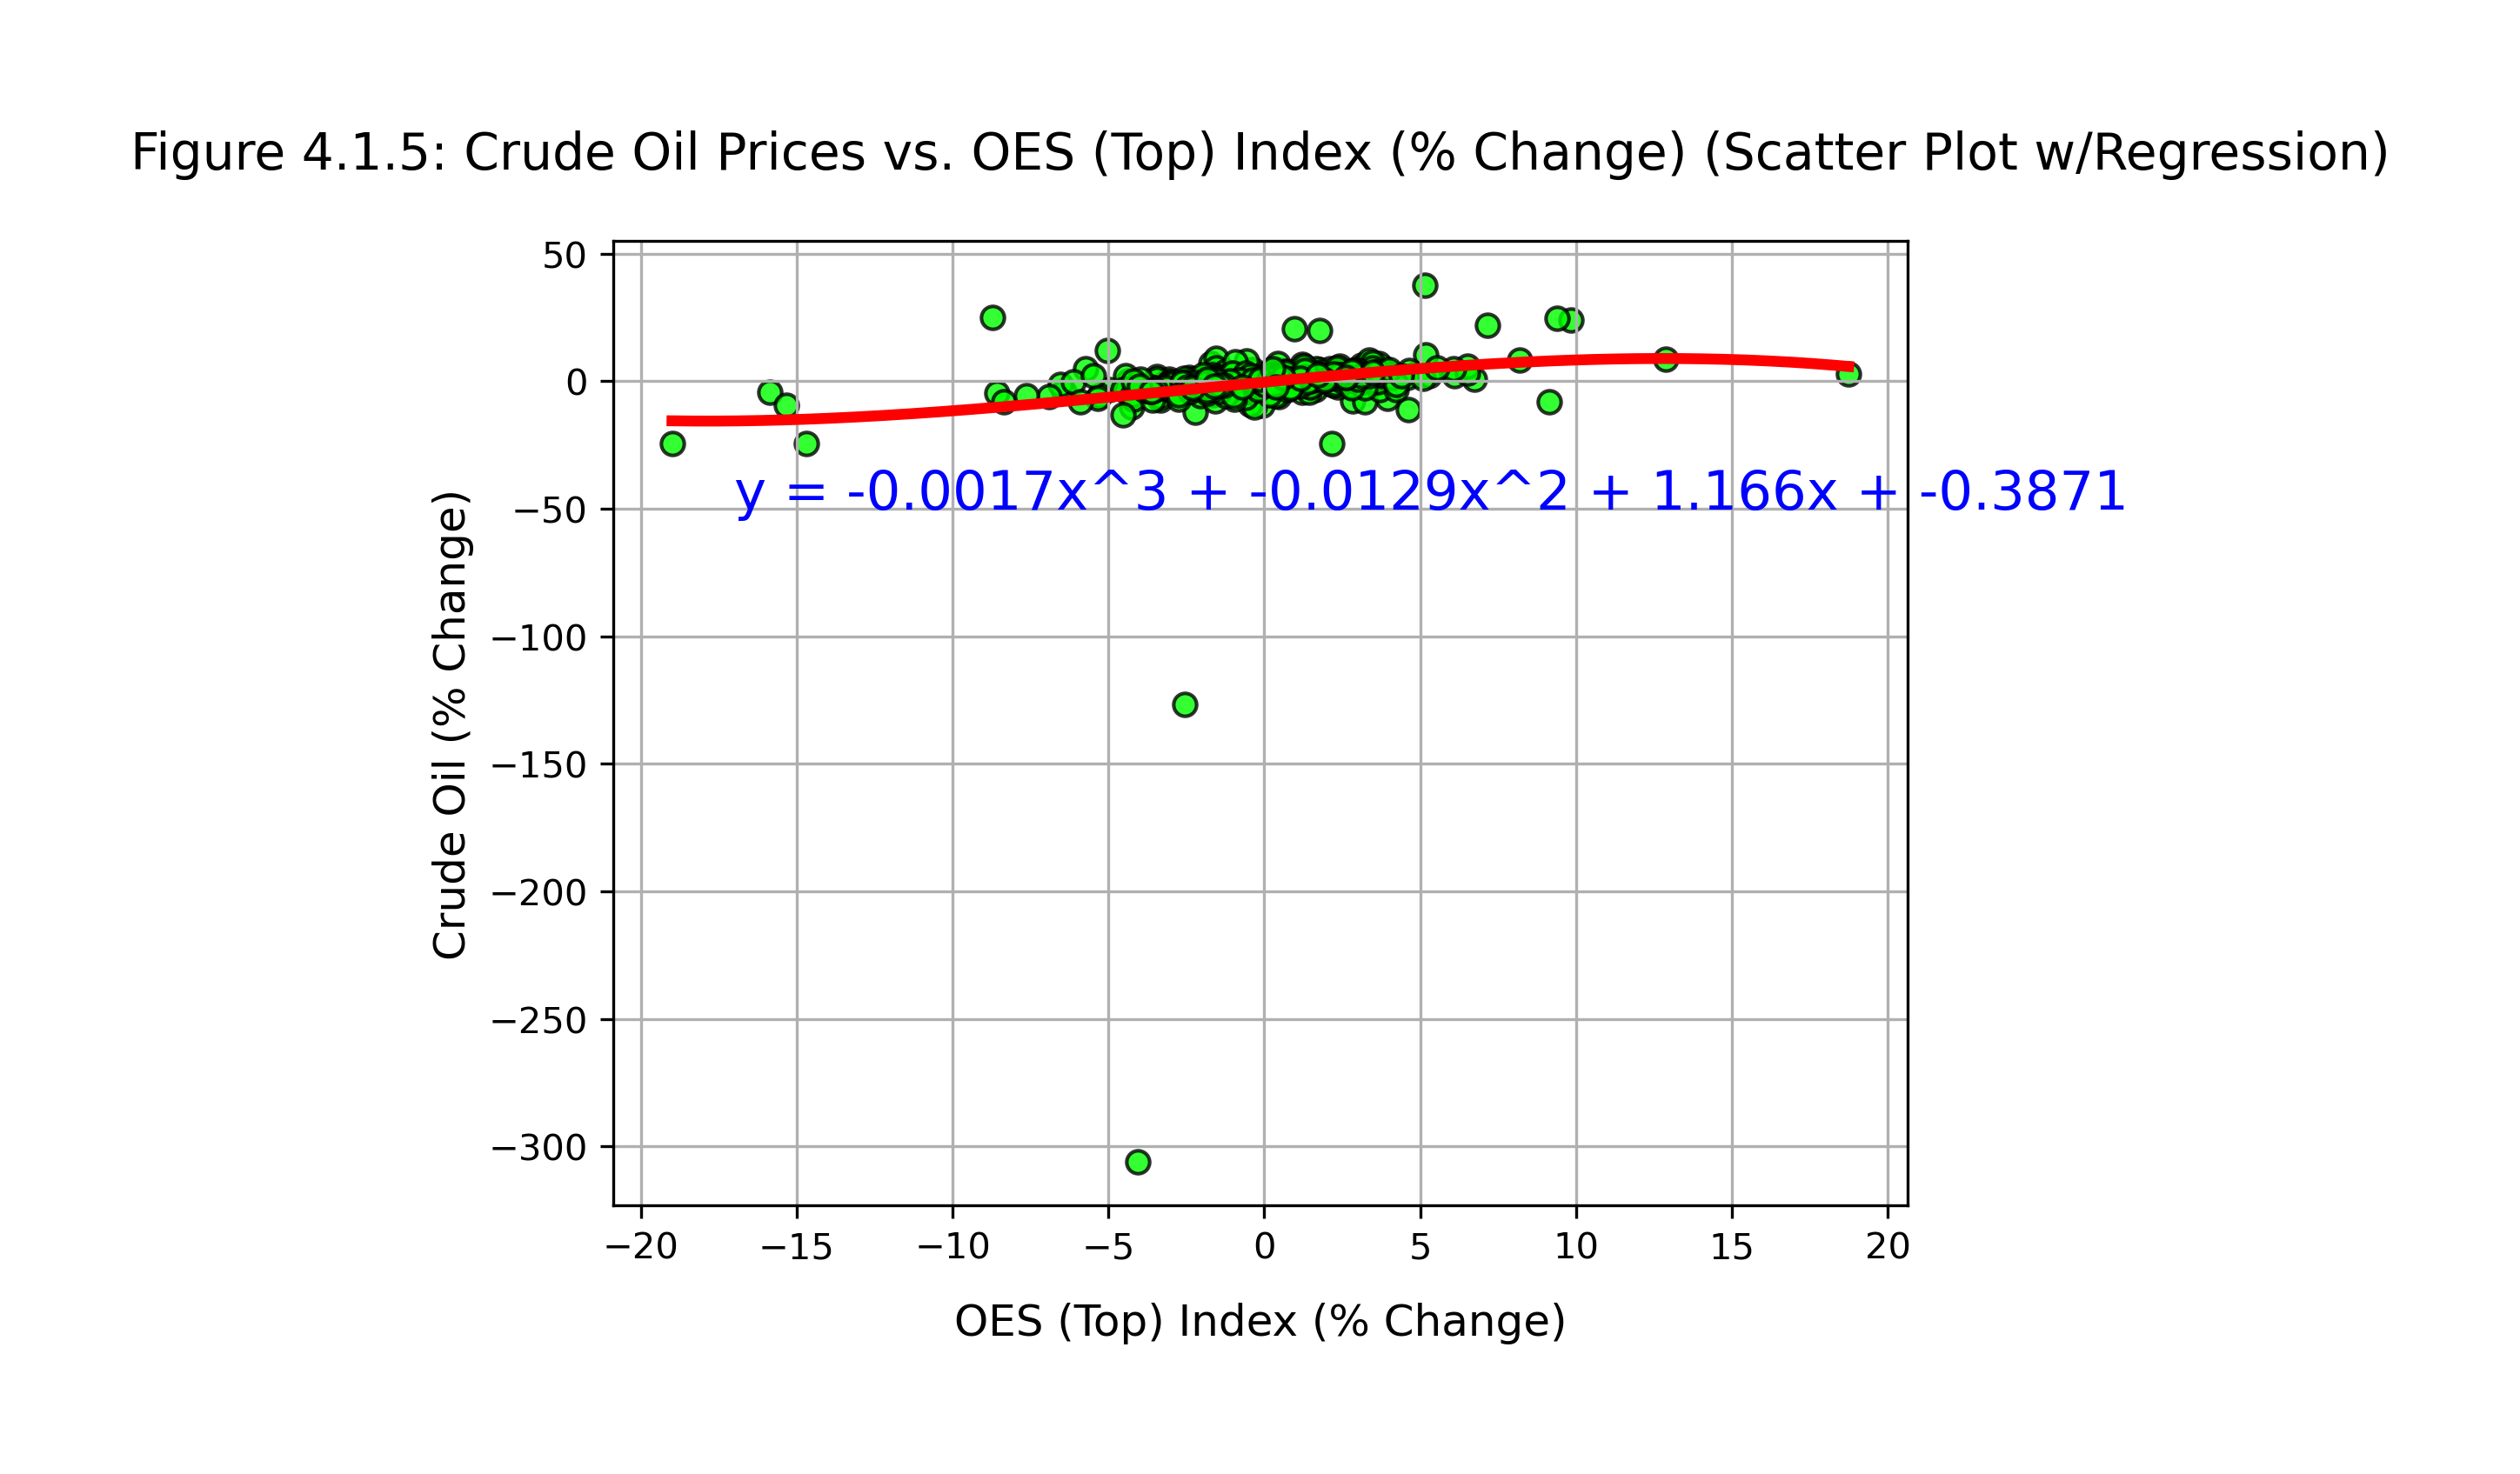 Figure 4.1.5: Crude Oil Prices vs. OES (Top) Index (% Change) (Scatter Plot w/Regression)
50
0
−50
−100
−150
−200
−250
−300
Crude Oil (% Change)
y = -0.0017x^3 + -0.0129x^2 + 1.166x + -0.3871
−20 −15 −10 −5 0 5 10 15 20
OES (Top) Index (% Change)